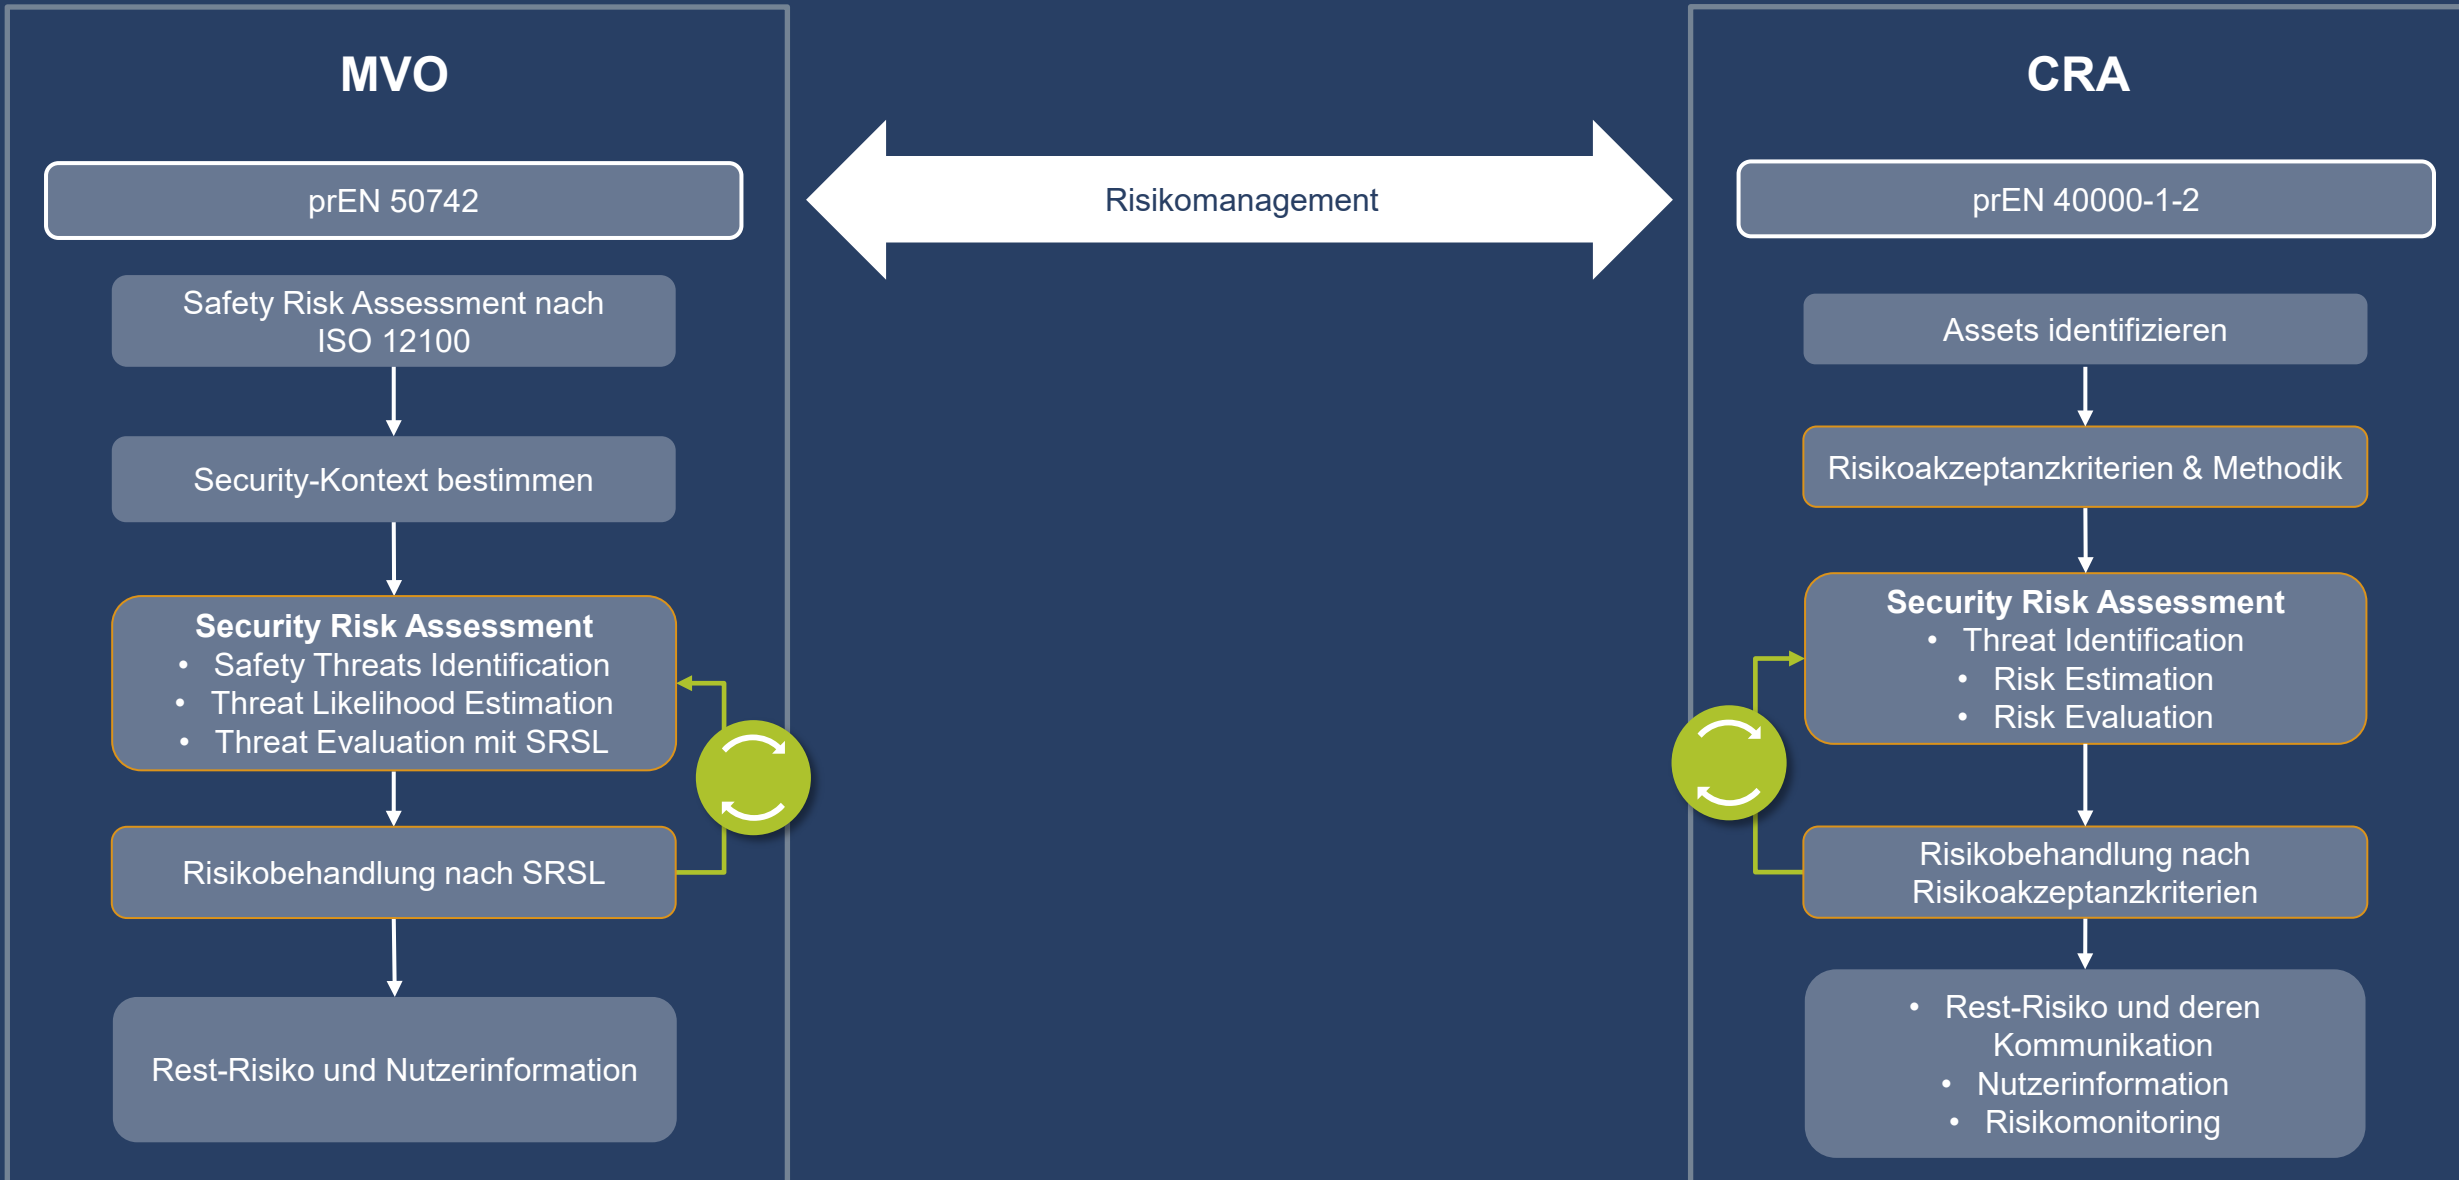 MVO
prEN 50742
Safety Risk Assessment nach
ISO 12100
Security-Kontext bestimmen
Security Risk Assessment
• Safety Threats Identification
• Threat Likelihood Estimation
• Threat Evaluation mit SRSL
Risikobehandlung nach SRSL
Rest-Risiko und Nutzerinformation
Risikomanagement
CRA
prEN 40000-1-2
Assets identifizieren
Risikoakzeptanzkriterien & Methodik
Security Risk Assessment
• Threat Identification
• Risk Estimation
• Risk Evaluation
Risikobehandlung nach
Risikoakzeptanzkriterien
• Rest-Risiko und deren
Kommunikation
• Nutzerinformation
• Risikomonitoring